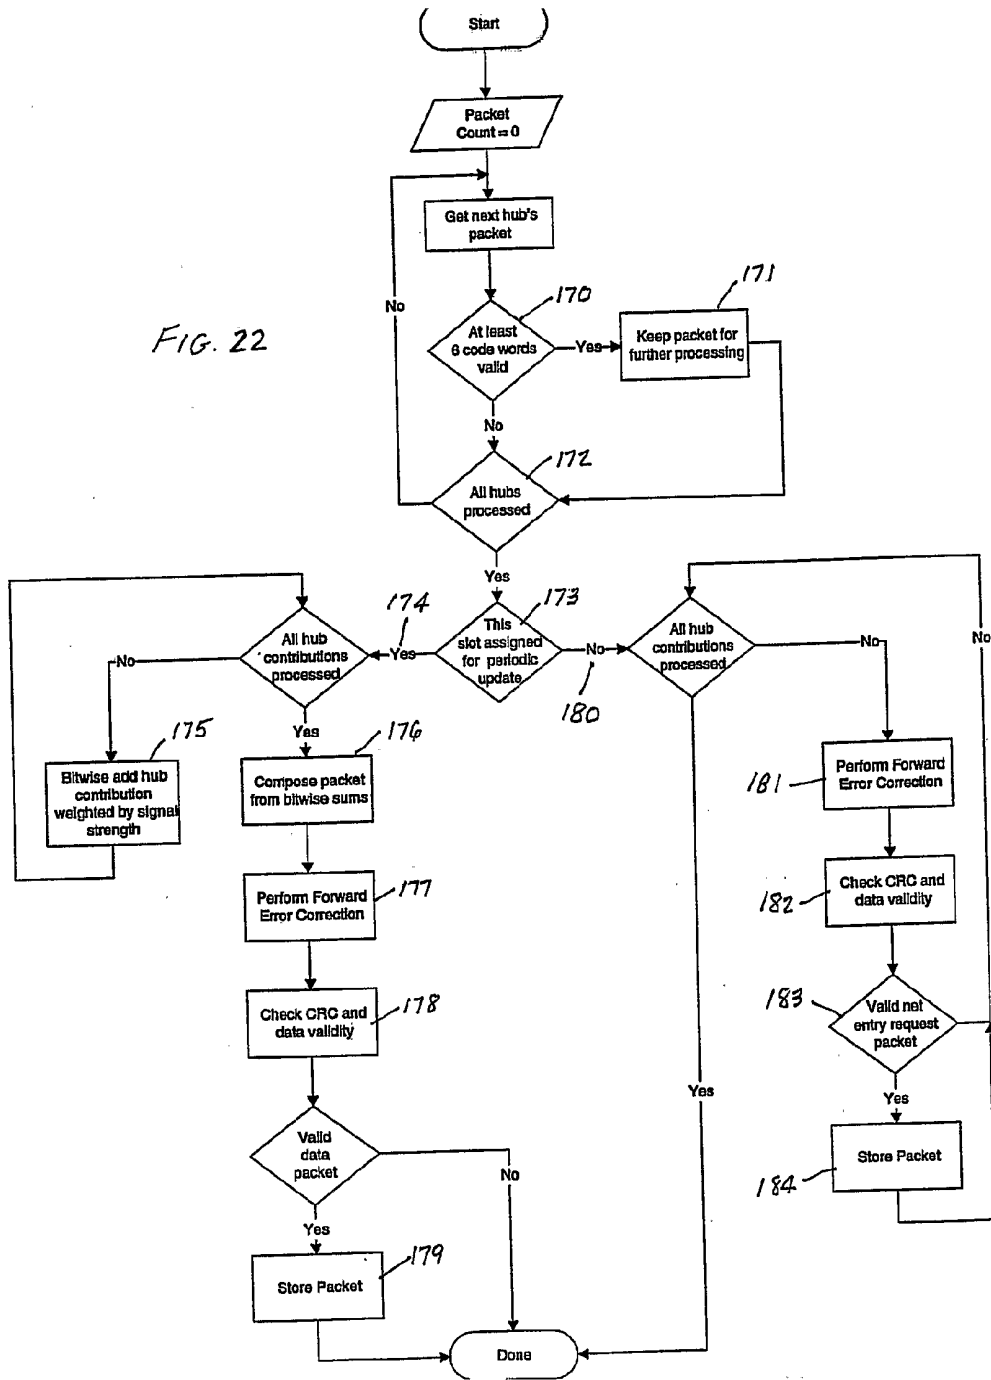 Start
Packet
Count = 0
Get next hub's
packet
170
171
No
FIG. 22
At least
6 code words
valid
Yes
Keep packet for
further processing
No
172
All hubs
processed
Yes
174
173
All hub
contributions
processed
Yes
This
slot assigned
for periodic
update
No
180
All hub
contributions
processed
No
No
No
175
Yes
176
Bitwise add hub
contribution
weighted by signal
strength
Compose packet
from bitwise sums
181
Perform Forward
Error Correction
177
Perform Forward
Error Correction
182
Check CRC and
data validity
178
Check CRC and
data validity
183
Valid net
entry request
packet
Yes
Yes
Valid
data
packet
No
184
Store Packet
Yes
179
Store Packet
Done